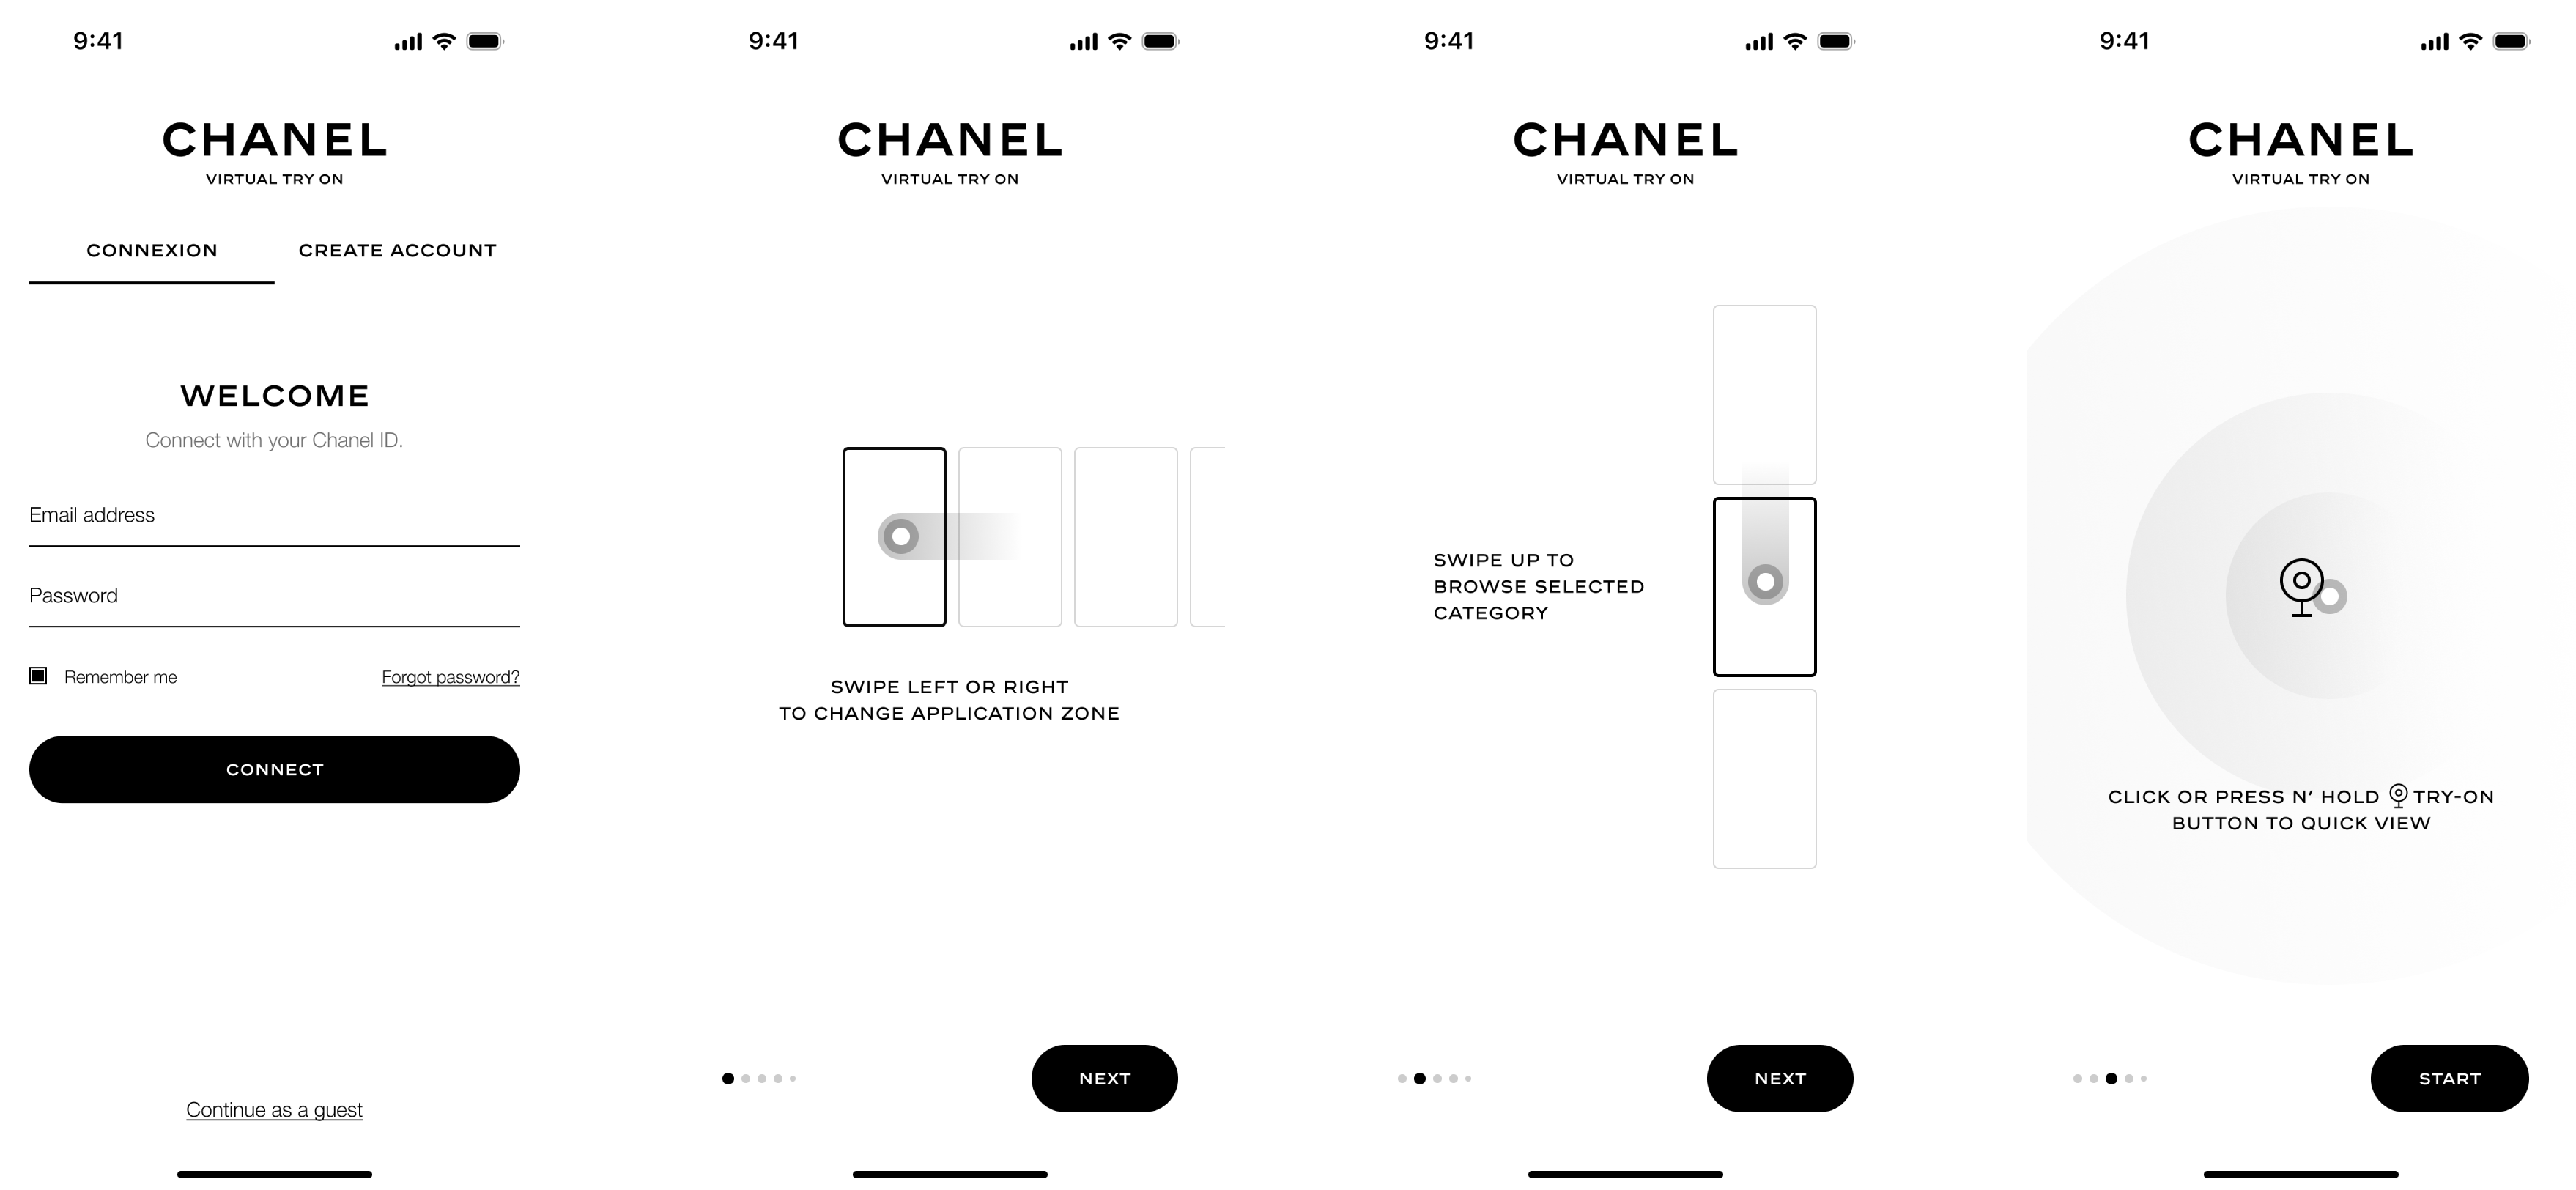 9:41
CHANEL
VIRTUAL TRY ON
CONNEXION
CREATE ACCOUNT
WELCOME
Connect with your Chanel ID.
Email address
Password
Remember me
Forgot password?
CONNECT
Continue as a guest
9:41
CHANEL
VIRTUAL TRY ON
SWIPE LEFT OR RIGHT
TO CHANGE APPLICATION ZONE
NEXT
9:41
CHANEL
VIRTUAL TRY ON
SWIPE UP TO
BROWSE SELECTED
CATEGORY
NEXT
9:41
CHANEL
VIRTUAL TRY ON
CLICK OR PRESS N’ HOLD TRY-ON
BUTTON TO QUICK VIEW
START